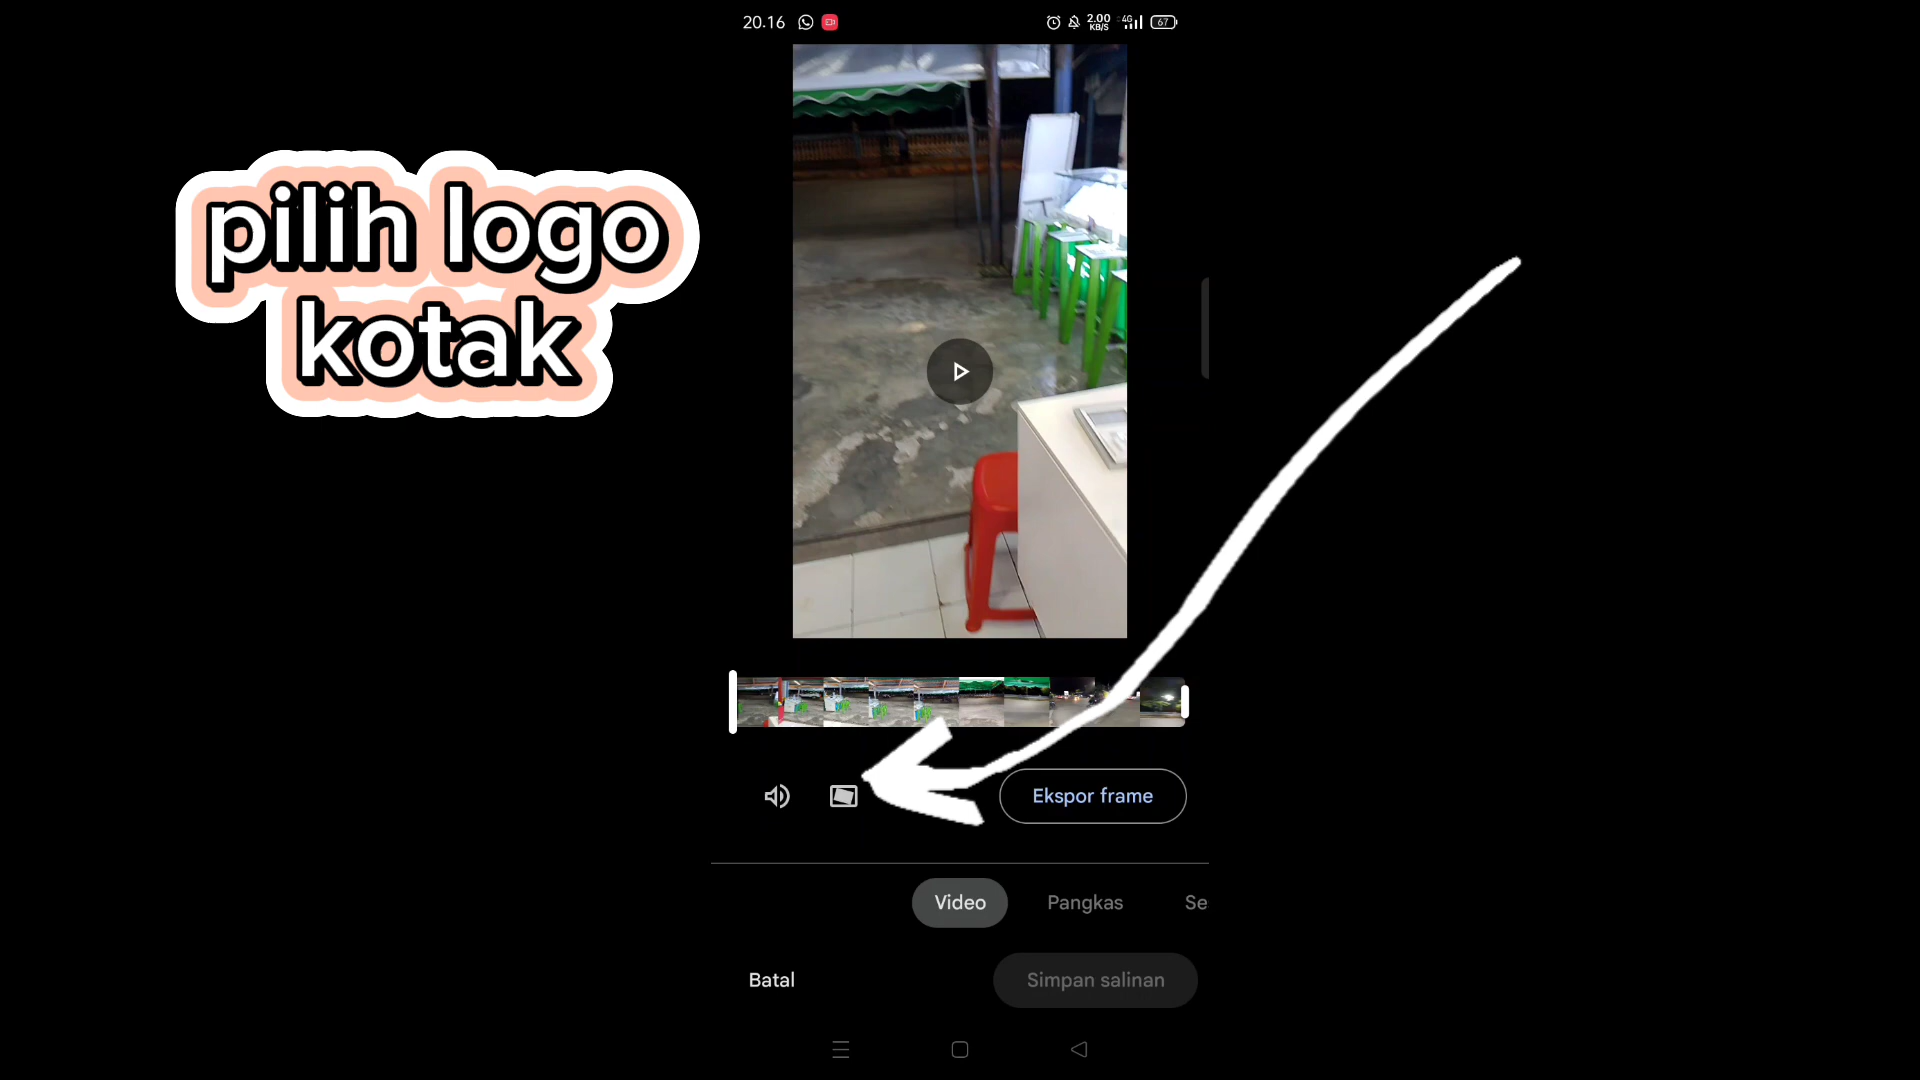 20.16
2.00
KB/S
4G
67
pilih logo
kotak
Ekspor frame
Video
Pangkas
Se
Batal
Simpan salinan